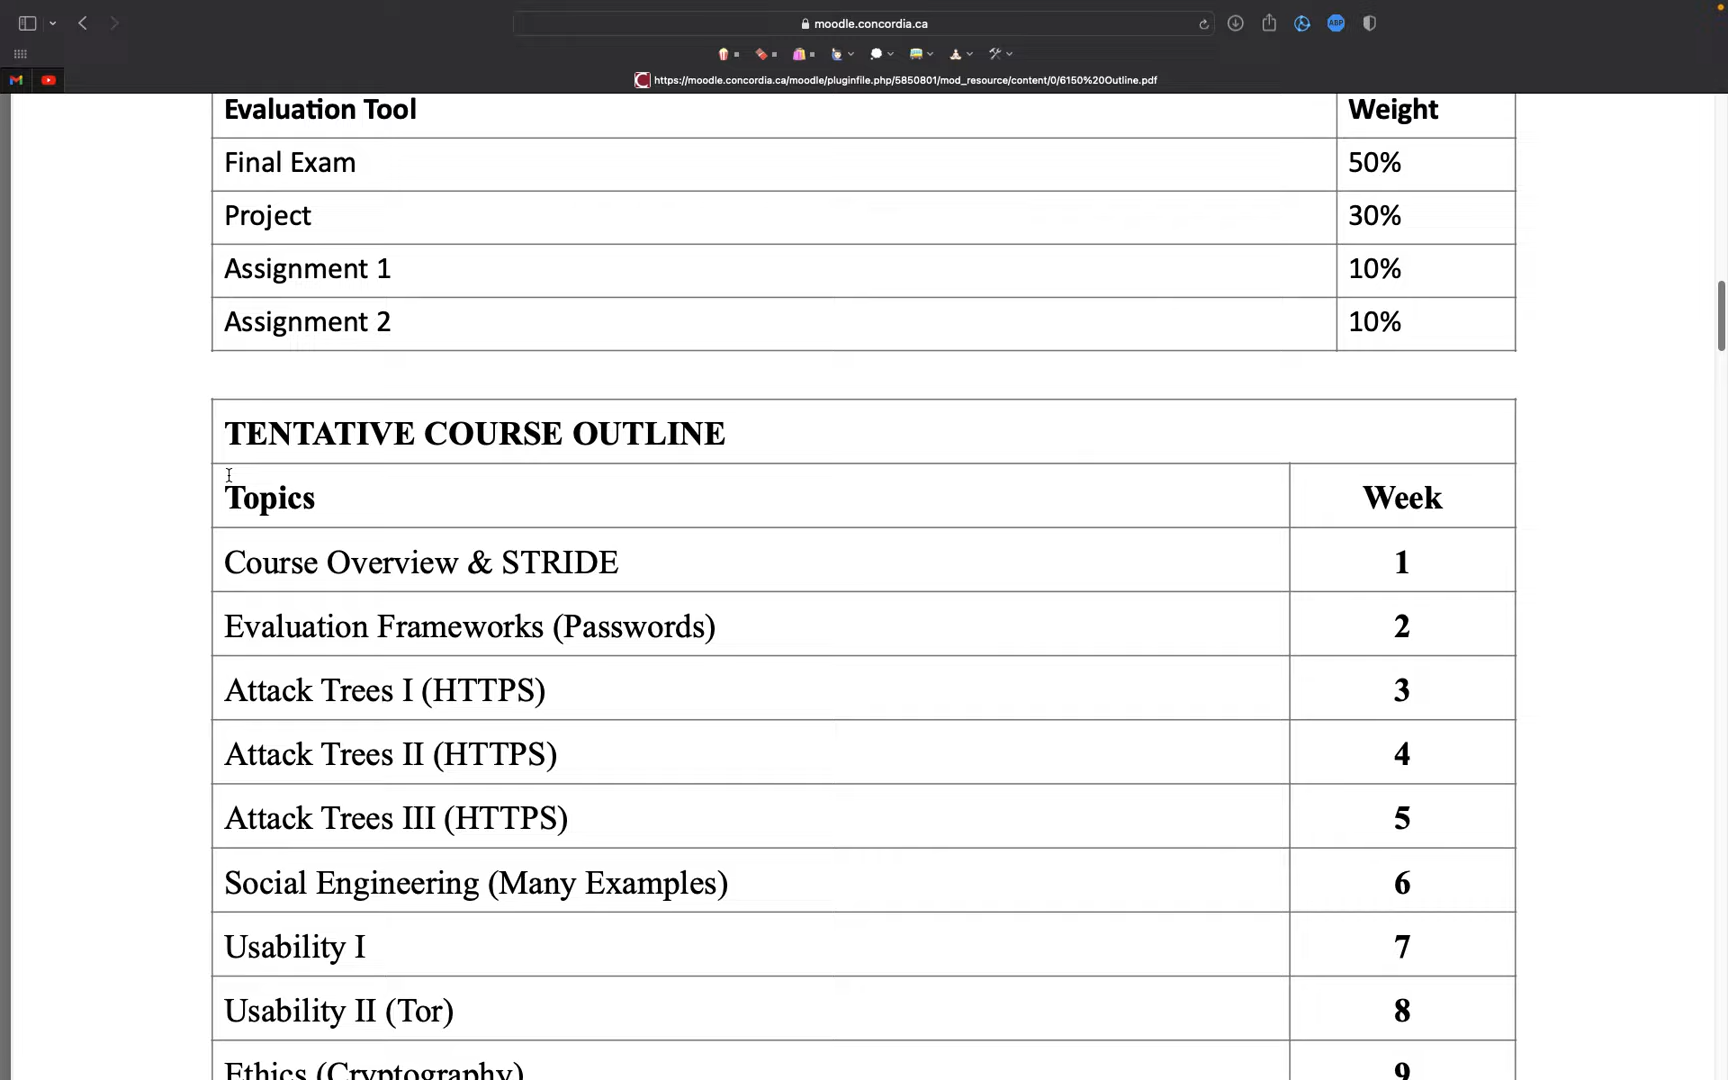 moodle.concordia.ca
ABP
https://moodle.concordia.ca/moodle/pluginfile.php/5850801/mod_resource/content/0/6150%20Outline.pdf
Evaluation Tool Weight
Final Exam 50%
Project 30%
Assignment 1 10%
Assignment 2 10%
TENTATIVE COURSE OUTLINE
Topics Week
Course Overview & STRIDE 1
Evaluation Frameworks (Passwords) 2
Attack Trees I (HTTPS) 3
Attack Trees II (HTTPS) 4
Attack Trees III (HTTPS) 5
Social Engineering (Many Examples) 6
Usability I 7
Usability II (Tor) 8
Ethics (Cryptography) 9